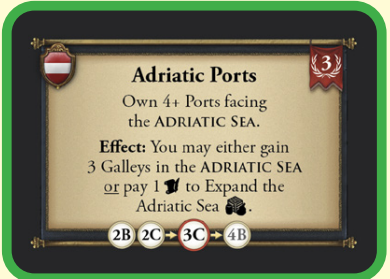 3
Adriatic Ports
Own 4+ Ports facing
the ADRIATIC SEA.
Effect: You may either gain
3 Galleys in the ADRIATIC SEA
or pay 1 to Expand the
Adriatic Sea .
2B 2C 3C 4B